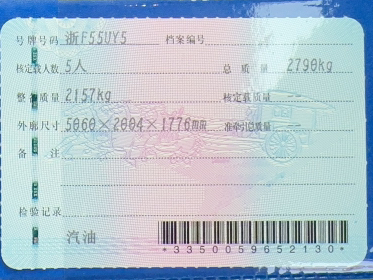 号牌号码 浙F55UY5 档案编号
核定载人数 5人 总质量 2790kg
整备质量 2157kg 核定载质量
外廓尺寸 5060×2004×1776mm 准牵引总质量
备注
检验记录
汽油
*3350059652130*